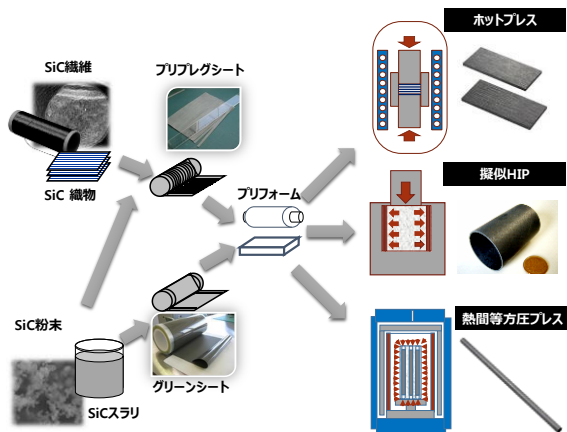 ホットプレス
SiC繊維
プリプレグシート
SiC 織物
プリフォーム
擬似HIP
SiC粉末
熱間等方圧プレス
グリーンシート
SiCスラリ